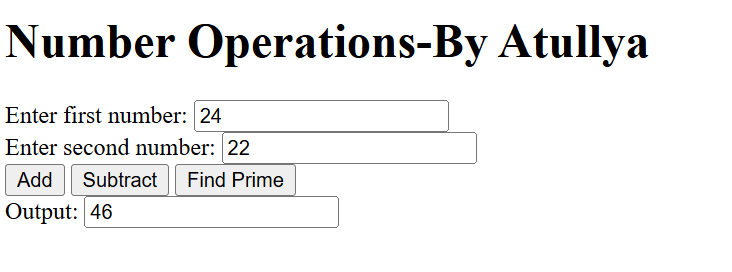 Number Operations-By Atullya
Enter first number: 24
Enter second number: 22
Add Subtract Find Prime
Output: 46